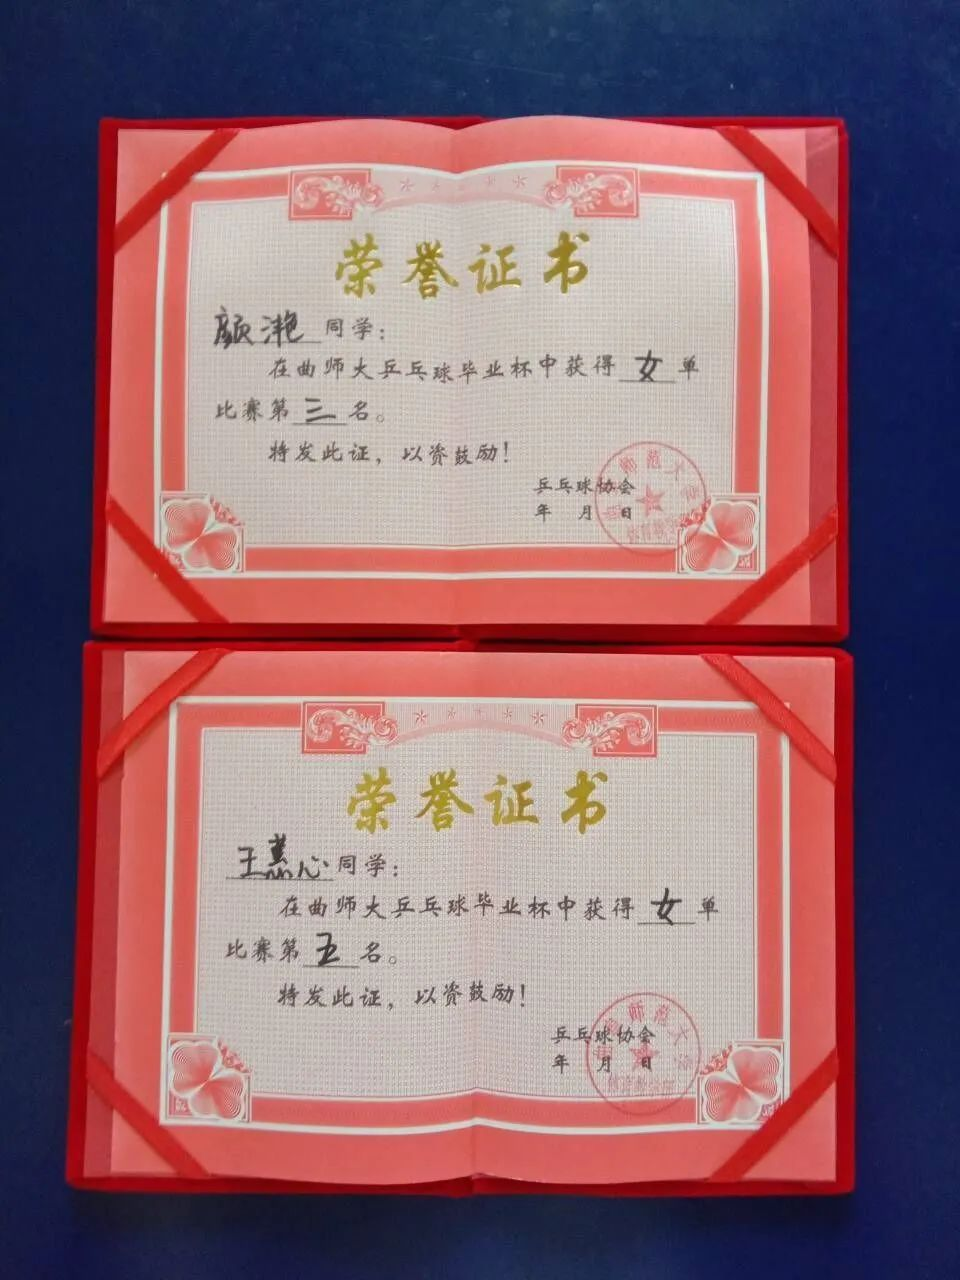 荣誉证书
颜滟同学：
在曲师大乒乓球毕业杯中获得女单
比赛第三名。
特发此证，以资鼓励！
乒乓球协会
年 月 日
荣誉证书
王慧心同学：
在曲师大乒乓球毕业杯中获得女单
比赛第五名。
特发此证，以资鼓励！
乒乓球协会
年 月 日